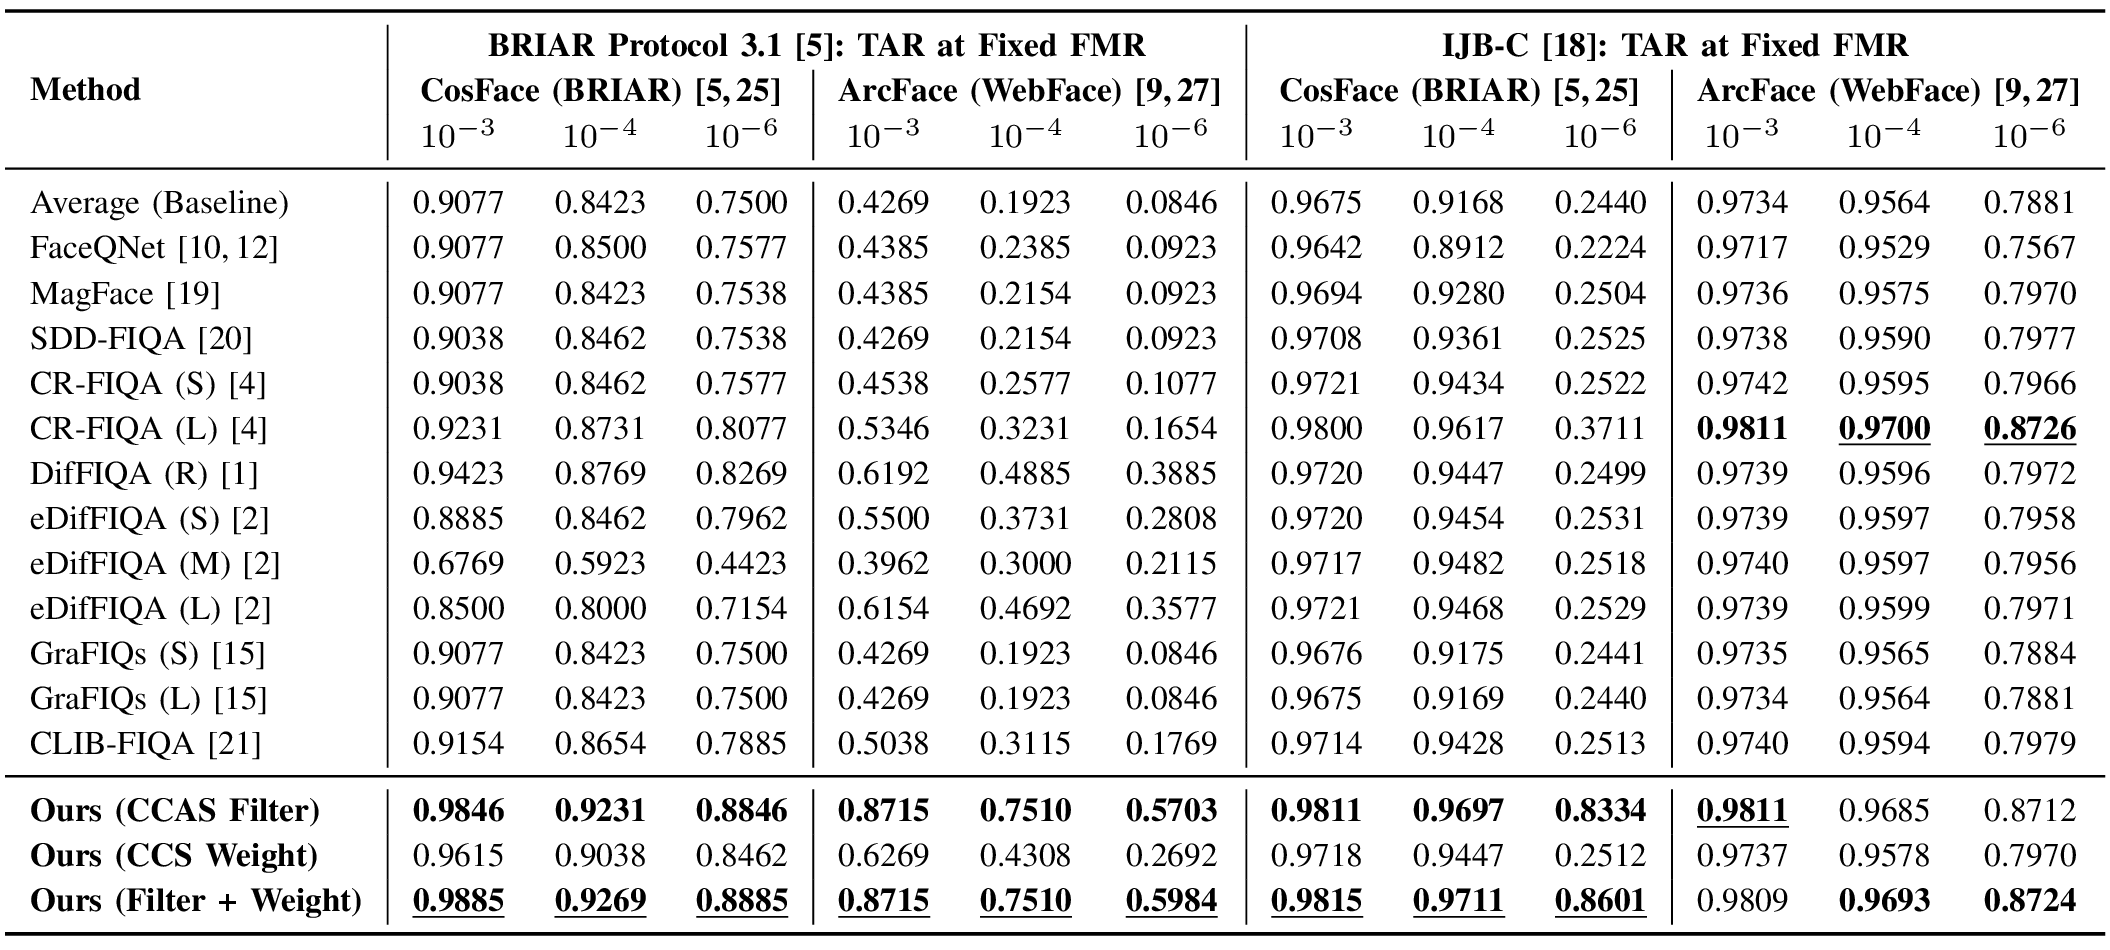 BRIAR Protocol 3.1 [5]: TAR at Fixed FMR IJB-C [18]: TAR at Fixed FMR
Method CosFace (BRIAR) [5, 25] ArcFace (WebFace) [9, 27] CosFace (BRIAR) [5, 25] ArcFace (WebFace) [9, 27]
10⁻³ 10⁻⁴ 10⁻⁶ 10⁻³ 10⁻⁴ 10⁻⁶ 10⁻³ 10⁻⁴ 10⁻⁶ 10⁻³ 10⁻⁴ 10⁻⁶
Average (Baseline) 0.9077 0.8423 0.7500 0.4269 0.1923 0.0846 0.9675 0.9168 0.2440 0.9734 0.9564 0.7881
FaceQNet [10, 12] 0.9077 0.8500 0.7577 0.4385 0.2385 0.0923 0.9642 0.8912 0.2224 0.9717 0.9529 0.7567
MagFace [19] 0.9077 0.8423 0.7538 0.4385 0.2154 0.0923 0.9694 0.9280 0.2504 0.9736 0.9575 0.7970
SDD-FIQA [20] 0.9038 0.8462 0.7538 0.4269 0.2154 0.0923 0.9708 0.9361 0.2525 0.9738 0.9590 0.7977
CR-FIQA (S) [4] 0.9038 0.8462 0.7577 0.4538 0.2577 0.1077 0.9721 0.9434 0.2522 0.9742 0.9595 0.7966
CR-FIQA (L) [4] 0.9231 0.8731 0.8077 0.5346 0.3231 0.1654 0.9800 0.9617 0.3711 0.9811 0.9700 0.8726
DifFIQA (R) [1] 0.9423 0.8769 0.8269 0.6192 0.4885 0.3885 0.9720 0.9447 0.2499 0.9739 0.9596 0.7972
eDifFIQA (S) [2] 0.8885 0.8462 0.7962 0.5500 0.3731 0.2808 0.9720 0.9454 0.2531 0.9739 0.9597 0.7958
eDifFIQA (M) [2] 0.6769 0.5923 0.4423 0.3962 0.3000 0.2115 0.9717 0.9482 0.2518 0.9740 0.9597 0.7956
eDifFIQA (L) [2] 0.8500 0.8000 0.7154 0.6154 0.4692 0.3577 0.9721 0.9468 0.2529 0.9739 0.9599 0.7971
GraFIQs (S) [15] 0.9077 0.8423 0.7500 0.4269 0.1923 0.0846 0.9676 0.9175 0.2441 0.9735 0.9565 0.7884
GraFIQs (L) [15] 0.9077 0.8423 0.7500 0.4269 0.1923 0.0846 0.9675 0.9169 0.2440 0.9734 0.9564 0.7881
CLIB-FIQA [21] 0.9154 0.8654 0.7885 0.5038 0.3115 0.1769 0.9714 0.9428 0.2513 0.9740 0.9594 0.7979
Ours (CCAS Filter) 0.9846 0.9231 0.8846 0.8715 0.7510 0.5703 0.9811 0.9697 0.8334 0.9811 0.9685 0.8712
Ours (CCS Weight) 0.9615 0.9038 0.8462 0.6269 0.4308 0.2692 0.9718 0.9447 0.2512 0.9737 0.9578 0.7970
Ours (Filter + Weight) 0.9885 0.9269 0.8885 0.8715 0.7510 0.5984 0.9815 0.9711 0.8601 0.9809 0.9693 0.8724